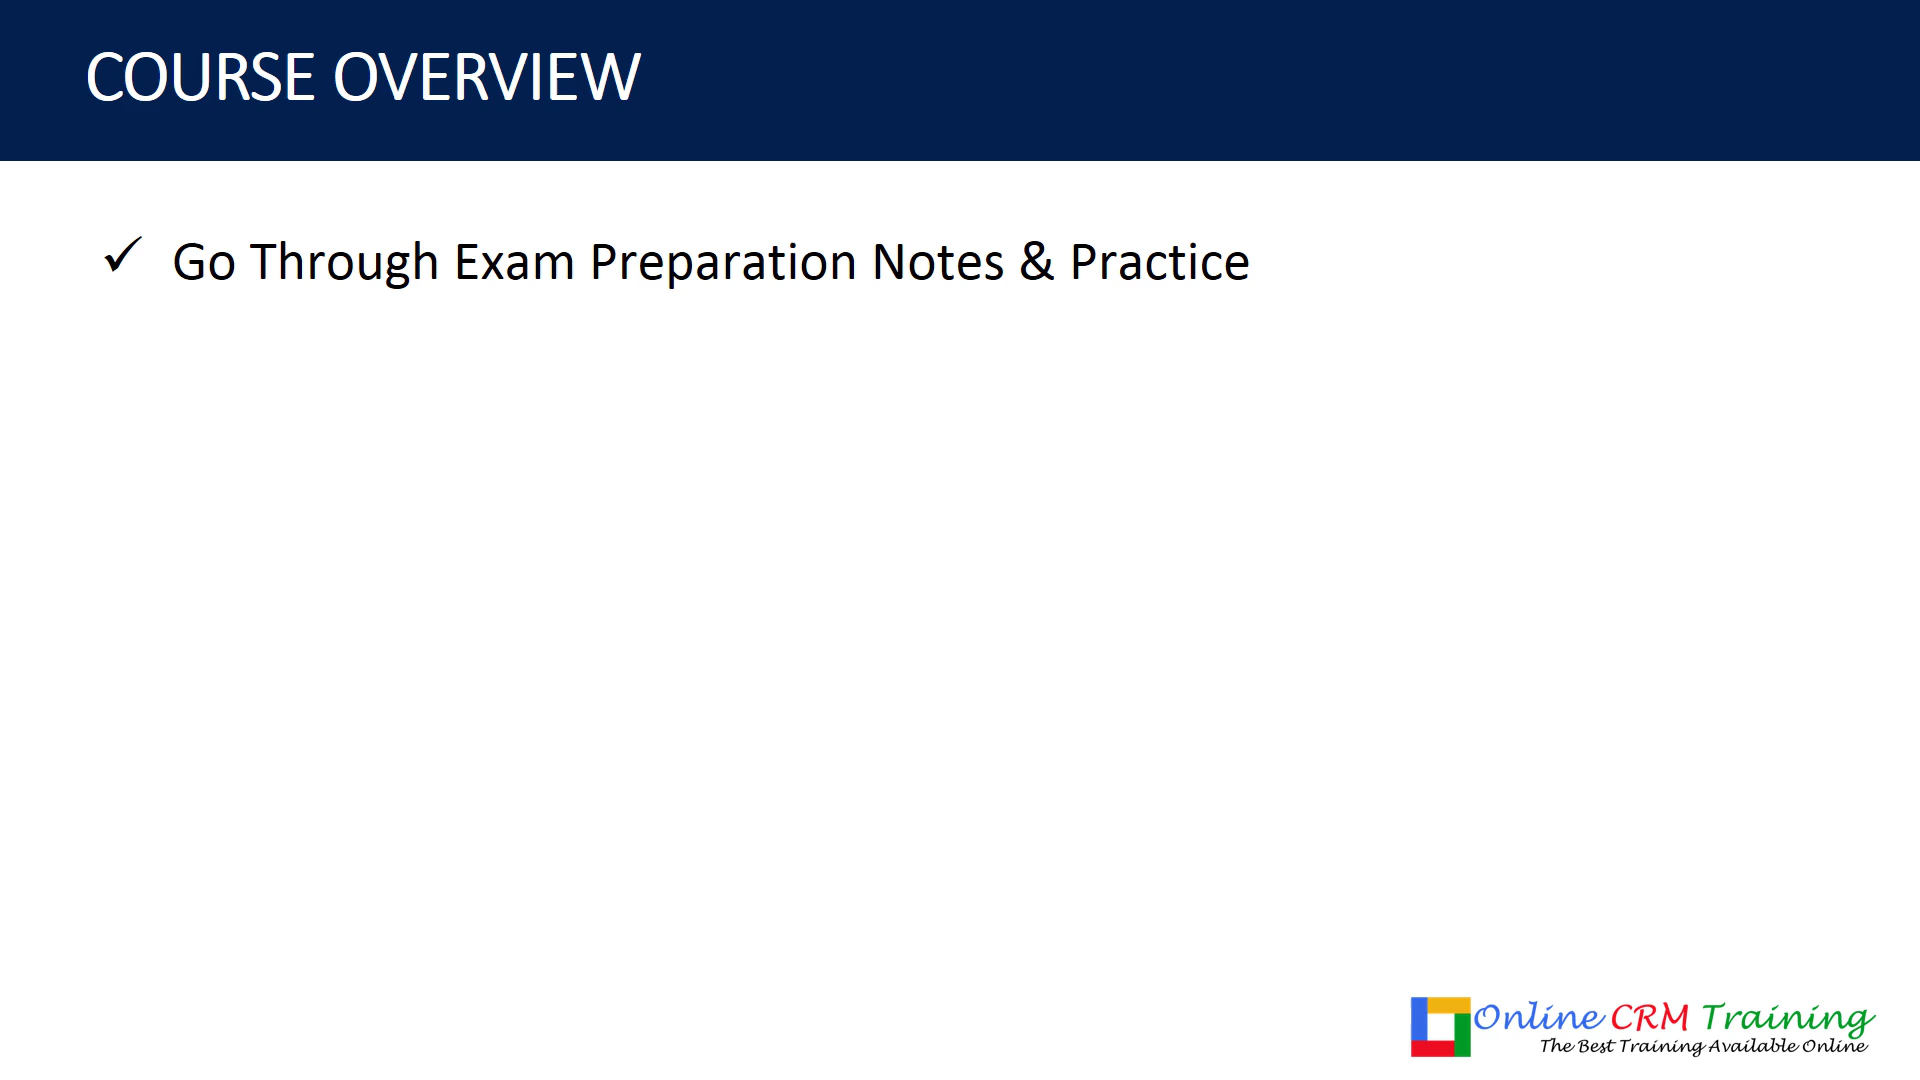 COURSE OVERVIEW
✓ Go Through Exam Preparation Notes & Practice
Online CRM Training
The Best Training Available Online